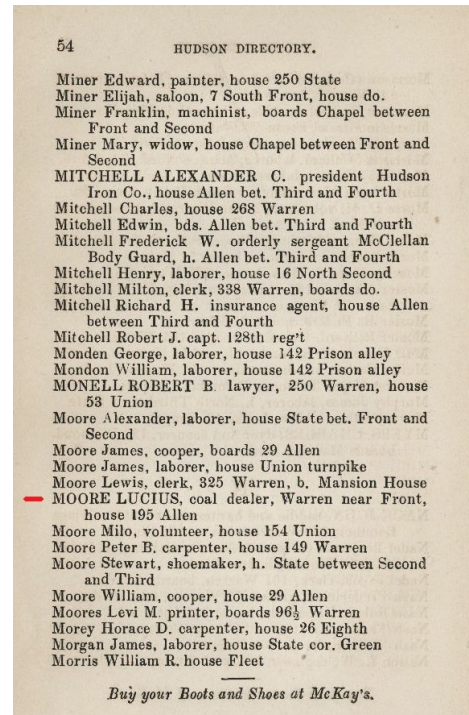 54 HUDSON DIRECTORY.
Miner Edward, painter, house 250 State
Miner Elijah, saloon, 7 South Front, house do.
Miner Franklin, machinist, boards Chapel between
Front and Second
Miner Mary, widow, house Chapel between Front and
Second
MITCHELL ALEXANDER C. president Hudson
Iron Co., house Allen bet. Third and Fourth
Mitchell Charles, house 268 Warren
Mitchell Edwin, bds. Allen bet. Third and Fourth
Mitchell Frederick W. orderly sergeant McClellan
Body Guard, h. Allen bet. Third and Fourth
Mitchell Henry, laborer, house 16 North Second
Mitchell Milton, clerk, 338 Warren, boards do.
Mitchell Richard H. insurance agent, house Allen
between Third and Fourth
Mitchell Robert J. capt. 128th reg't
Monden George, laborer, house 142 Prison alley
Mondon William, laborer, house 142 Prison alley
MONELL ROBERT B. lawyer, 250 Warren, house
53 Union
Moore Alexander, laborer, house State bet. Front and
Second
Moore James, cooper, boards 29 Allen
Moore James, laborer, house Union turnpike
Moore Lewis, clerk, 325 Warren, b. Mansion House
MOORE LUCIUS, coal dealer, Warren near Front,
house 195 Allen
Moore Milo, volunteer, house 154 Union
Moore Peter B. carpenter, house 149 Warren
Moore Stewart, shoemaker, h. State between Second
and Third
Moore William, cooper, house 29 Allen
Moores Levi M. printer, boards 96½ Warren
Morey Horace D. carpenter, house 26 Eighth
Morgan James, laborer, house State cor. Green
Morris William R. house Fleet
Buy your Boots and Shoes at McKay's.